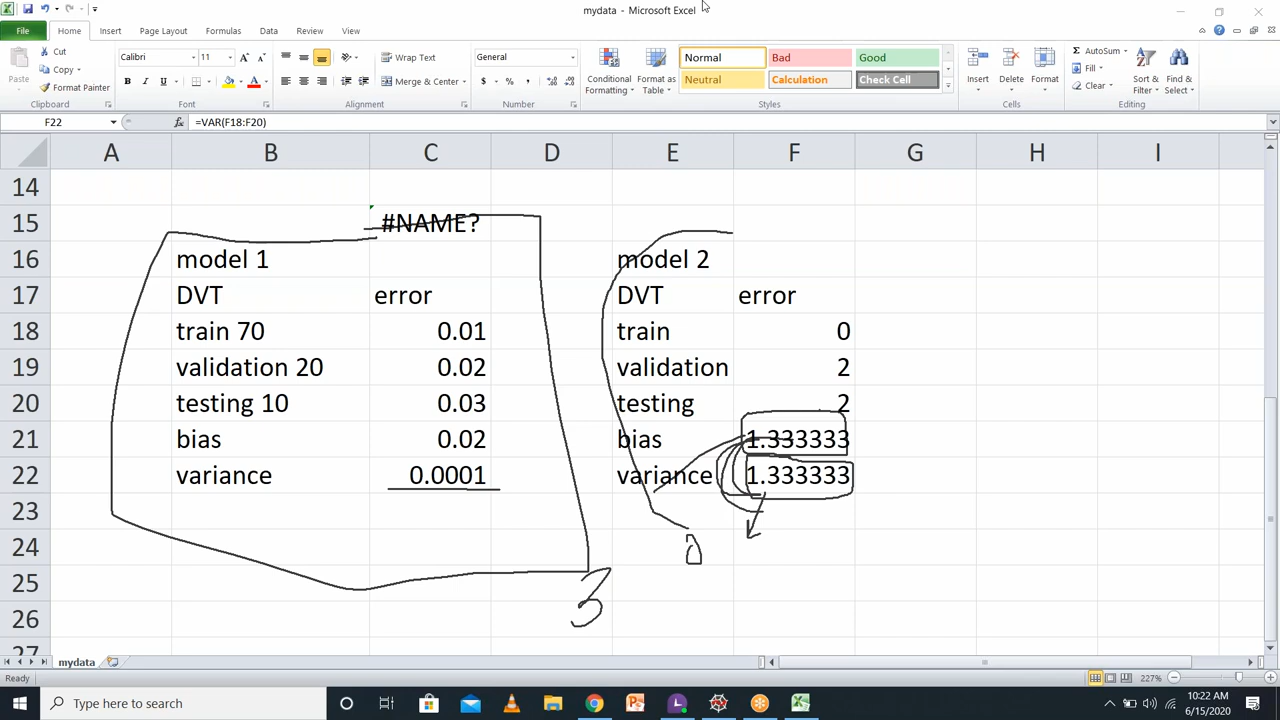 mydata - Microsoft Excel
File Home Insert Page Layout Formulas Data Review View
Cut
Copy
Format Painter
Paste
Clipboard
Calibri 11
B I U
Font
Wrap Text
Merge & Center
Alignment
General
$ % ,
Number
Conditional Formatting
Format as Table
Normal Bad Good
Neutral Calculation Check Cell
Styles
Insert Delete Format
Cells
AutoSum
Fill
Clear
Sort & Filter
Find & Select
Editing
F22 fx =VAR(F18:F20)
A B C D E F G H I
14
15 #NAME?
16 model 1 model 2
17 DVT error DVT error
18 train 70 0.01 train 0
19 validation 20 0.02 validation 2
20 testing 10 0.03 testing 2
21 bias 0.02 bias 1.333333
22 variance 0.0001 variance 1.333333
23
24
25
26
27
mydata
Ready 227%
Type here to search
10:22 AM
6/15/2020